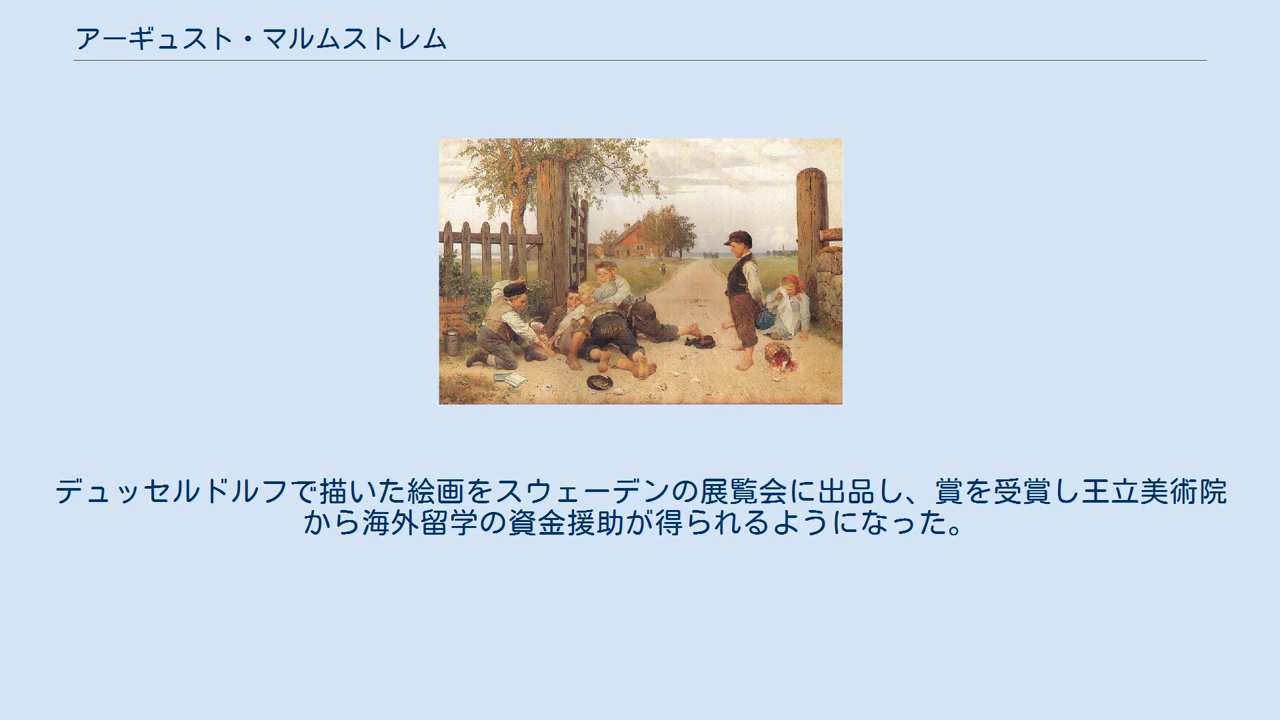 アーギュスト・マルムストレム
デュッセルドルフで描いた絵画をスウェーデンの展覧会に出品し、賞を受賞し王立美術院
から海外留学の資金援助が得られるようになった。